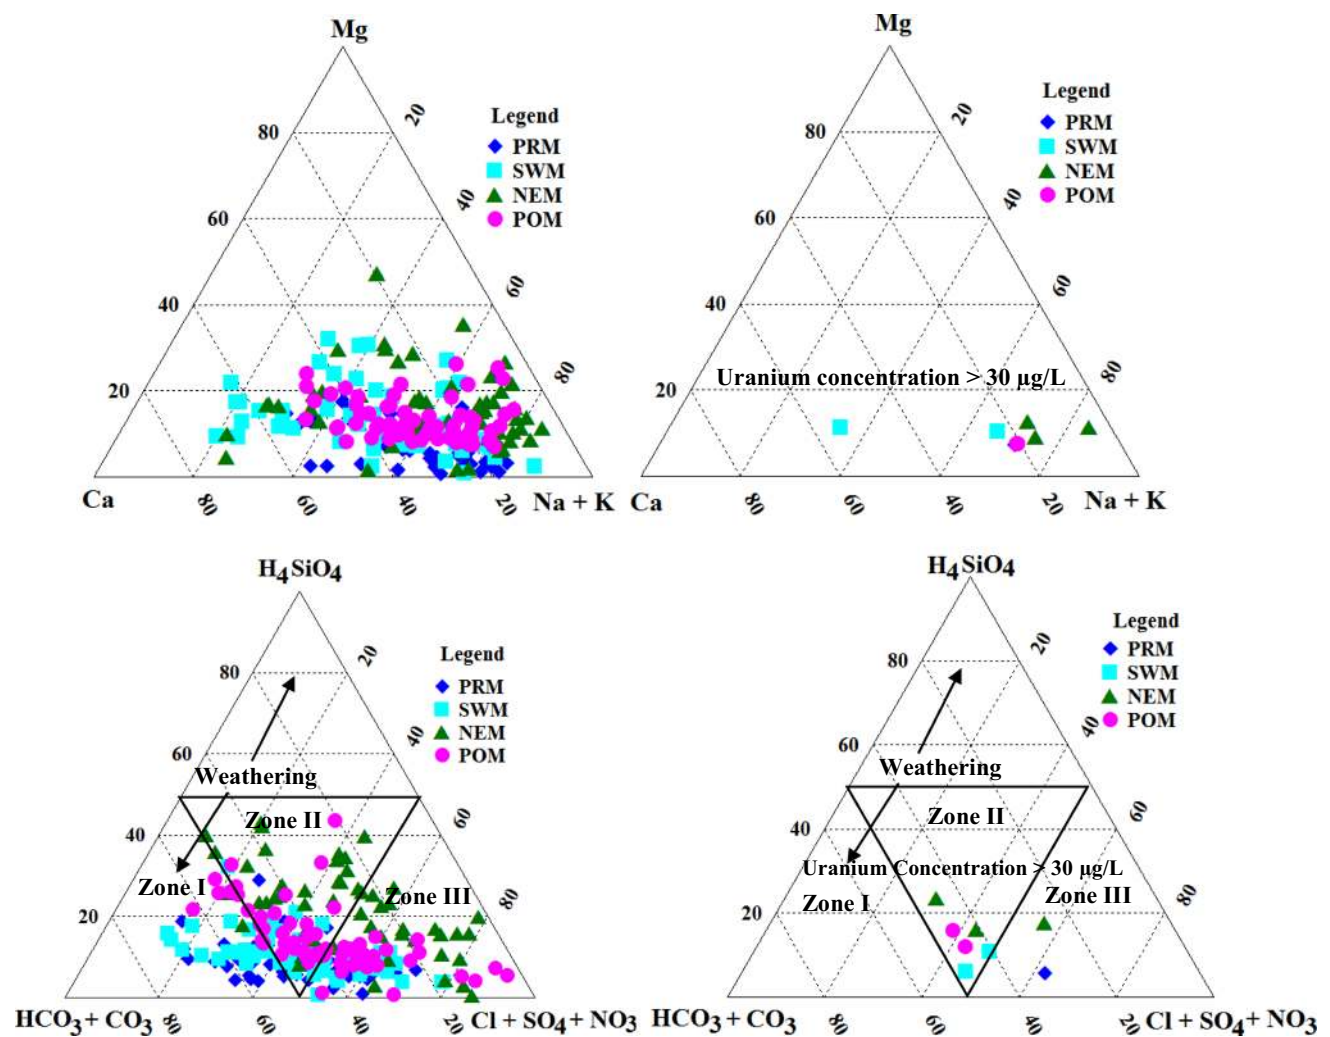 Mg
20
80
Legend
PRM
SWM
NEM
POM
60
40
40
60
20
80
Ca
80
60
40
20
Na + K
Mg
20
80
Legend
PRM
SWM
NEM
POM
60
40
40
60
20
Uranium concentration > 30 µg/L
80
Ca
80
60
40
20
Na + K
H4SiO4
80
20
Legend
PRM
SWM
NEM
POM
60
40
Weathering
Zone II
40
60
Zone I
Zone III
20
80
HCO3 + CO3
80
60
40
20
Cl + SO4 + NO3
H4SiO4
80
20
Legend
PRM
SWM
NEM
POM
60
40
Weathering
Zone II
40
60
Uranium Concentration > 30 µg/L
Zone I
Zone III
20
80
HCO3 + CO3
80
60
40
20
Cl + SO4 + NO3